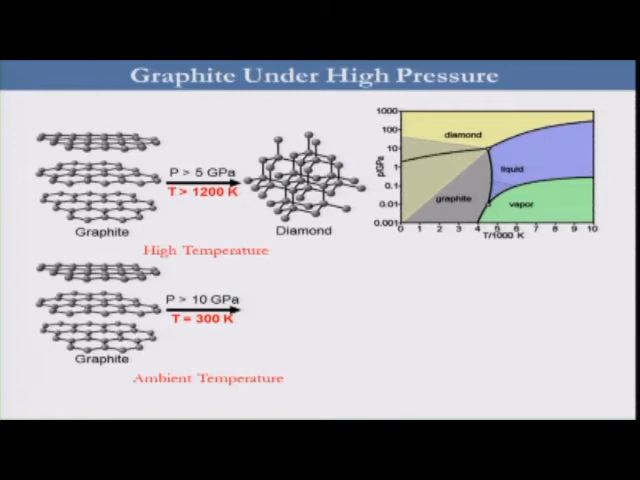 Graphite Under High Pressure
P > 5 GPa
T > 1200 K
Graphite
Diamond
High Temperature
P > 10 GPa
T = 300 K
Graphite
Ambient Temperature
p/GPa
1000
100
10
1
0.1
0.01
0.001
diamond
liquid
graphite
vapor
0 1 2 3 4 5 6 7 8 9 10
T/1000 K